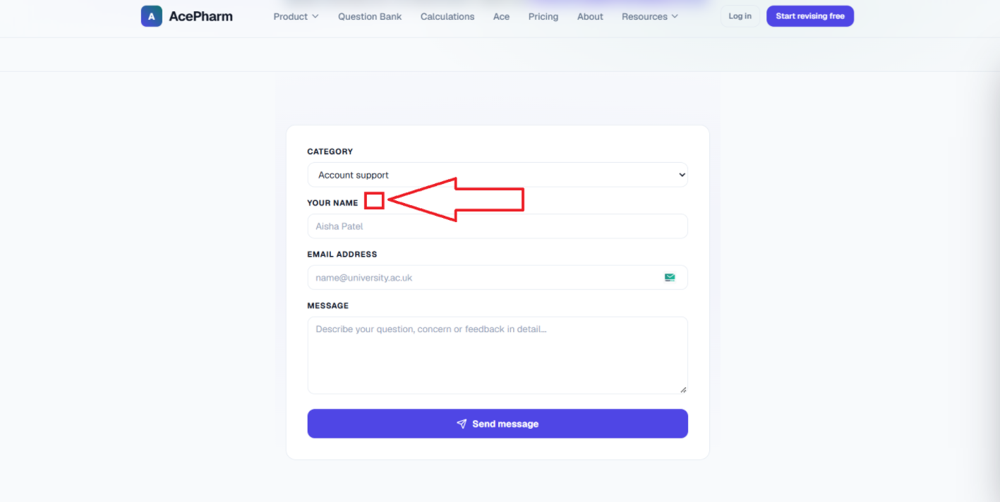 A AcePharm Product Question Bank Calculations Ace Pricing About Resources Log in Start revising free
CATEGORY
Account support
YOUR NAME
Aisha Patel
EMAIL ADDRESS
name@university.ac.uk
MESSAGE
Describe your question, concern or feedback in detail...
Send message